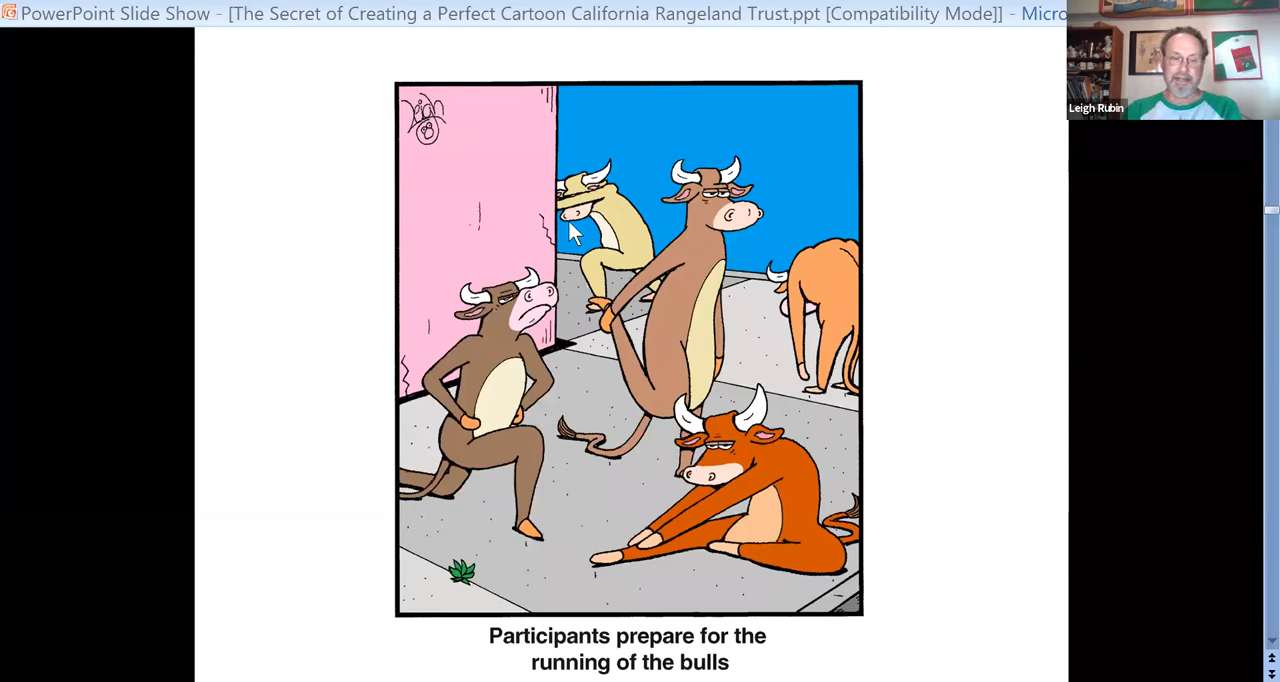 PowerPoint Slide Show - [The Secret of Creating a Perfect Cartoon California Rangeland Trust.ppt [Compatibility Mode]] - Micro
Leigh Rubin
Leigh
Participants prepare for the
running of the bulls